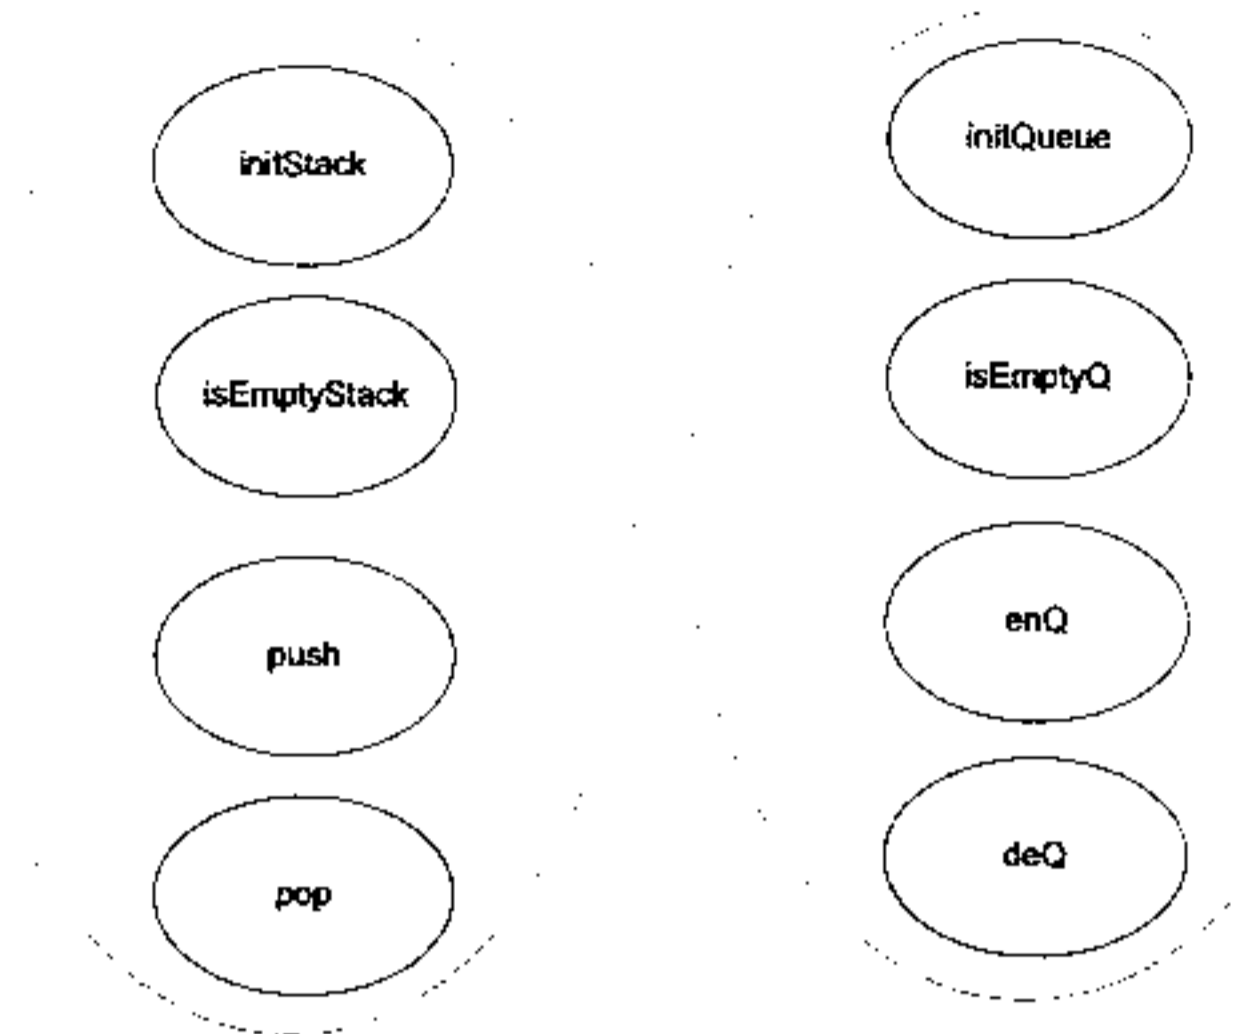 initStack
isEmptyStack
push
pop
initQueue
isEmptyQ
enQ
deQ